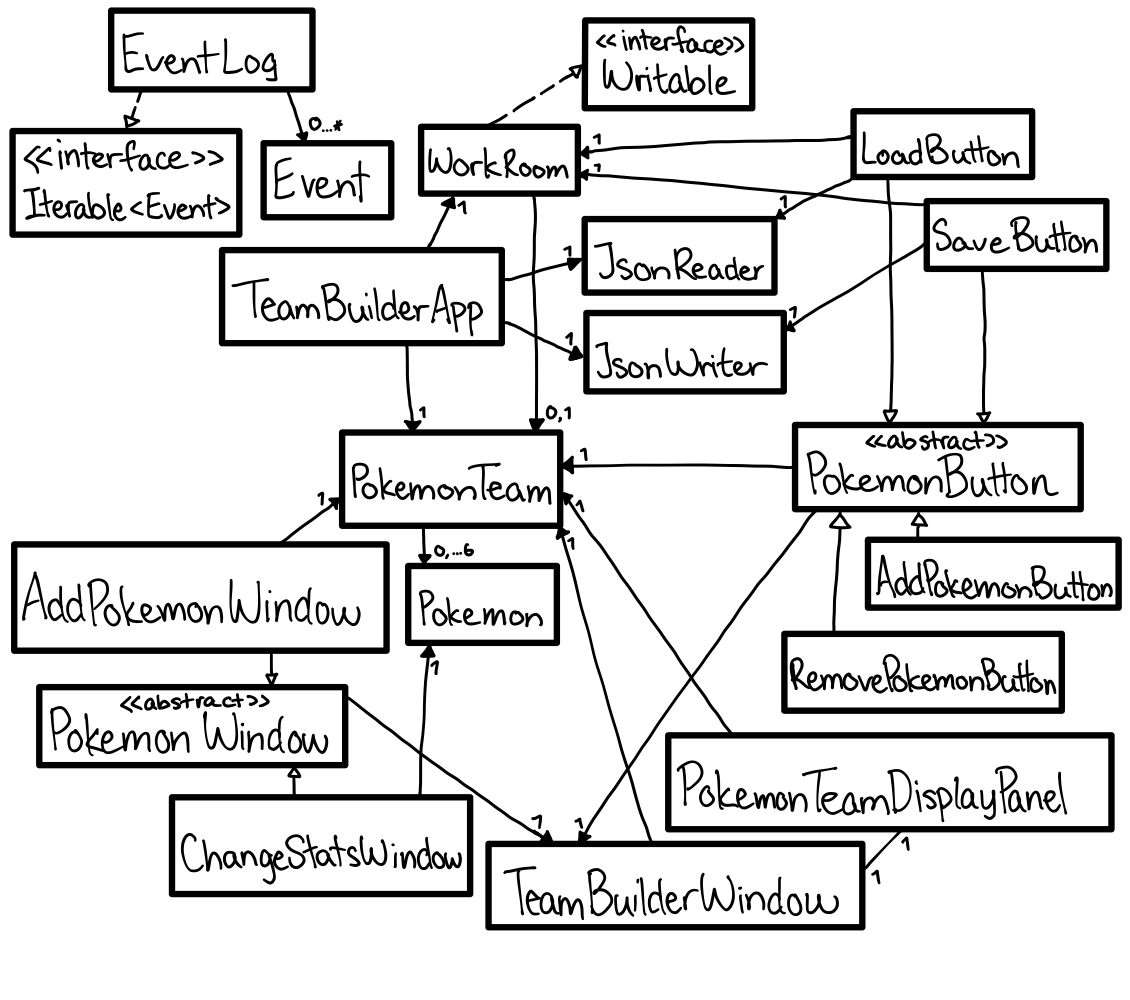 EventLog
<<interface>>
Writable
0...*
<<interface>>
Iterable<Event>
Event
WorkRoom
1
1
LoadButton
1
1
SaveButton
TeamBuilderApp
1
JsonReader
1
JsonWriter
1
1
0,1
PokemonTeam
1
<<abstract>>
PokemonButton
1
1
1
0,...6
AddPokemonWindow
Pokemon
AddPokemonButton
1
RemovePokemonButton
<<abstract>>
Pokemon Window
PokemonTeamDisplayPanel
1
1
ChangeStatsWindow
1
1
TeamBuilderWindow